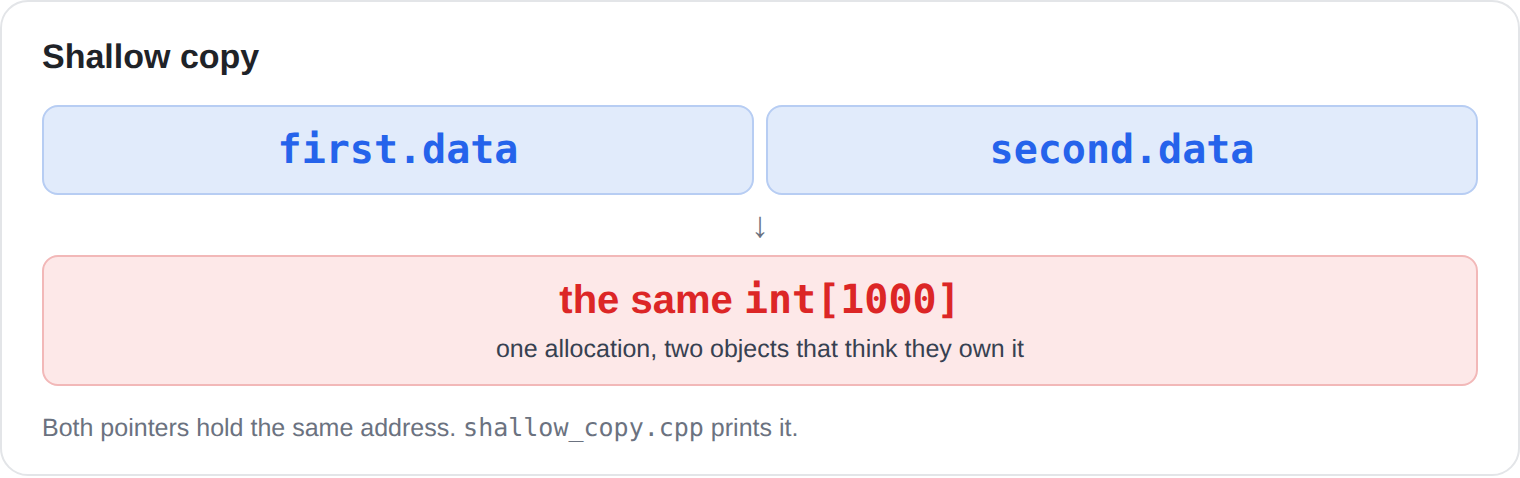 Shallow copy
first.data
second.data
↓
the same int[1000]
one allocation, two objects that think they own it
Both pointers hold the same address. shallow_copy.cpp prints it.